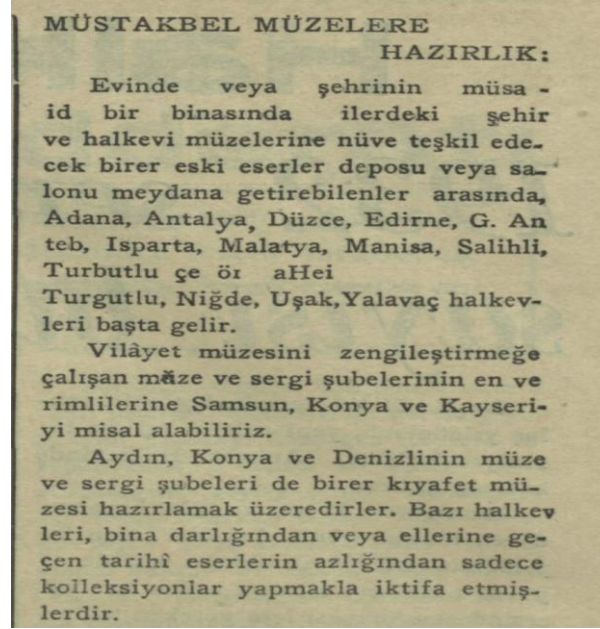 MÜSTAKBEL MÜZELERE
HAZIRLIK:
Evinde veya şehrinin müsa -
id bir binasında ilerdeki şehir
ve halkevi müzelerine nüve teşkil ede-
cek birer eski eserler deposu veya sa-
lonu meydana getirebilenler arasında,
Adana, Antalya, Düzce, Edirne, G. An
teb, Isparta, Malatya, Manisa, Salihli,
Turbutlu çe öı aHei
Turgutlu, Niğde, Uşak,Yalavaç halkev-
leri başta gelir.
Vilâyet müzesini zengileştirmeğe
çalışan müze ve sergi şubelerinin en ve
rimlilerine Samsun, Konya ve Kayseri-
yi misal alabiliriz.
Aydın, Konya ve Denizlinin müze
ve sergi şubeleri de birer kıyafet mü-
zesi hazırlamak üzeredirler. Bazı halkev
leri, bina darlığından veya ellerine ge-
çen tarihî eserlerin azlığından sadece
kolleksiyonlar yapmakla iktifa etmiş-
lerdir.